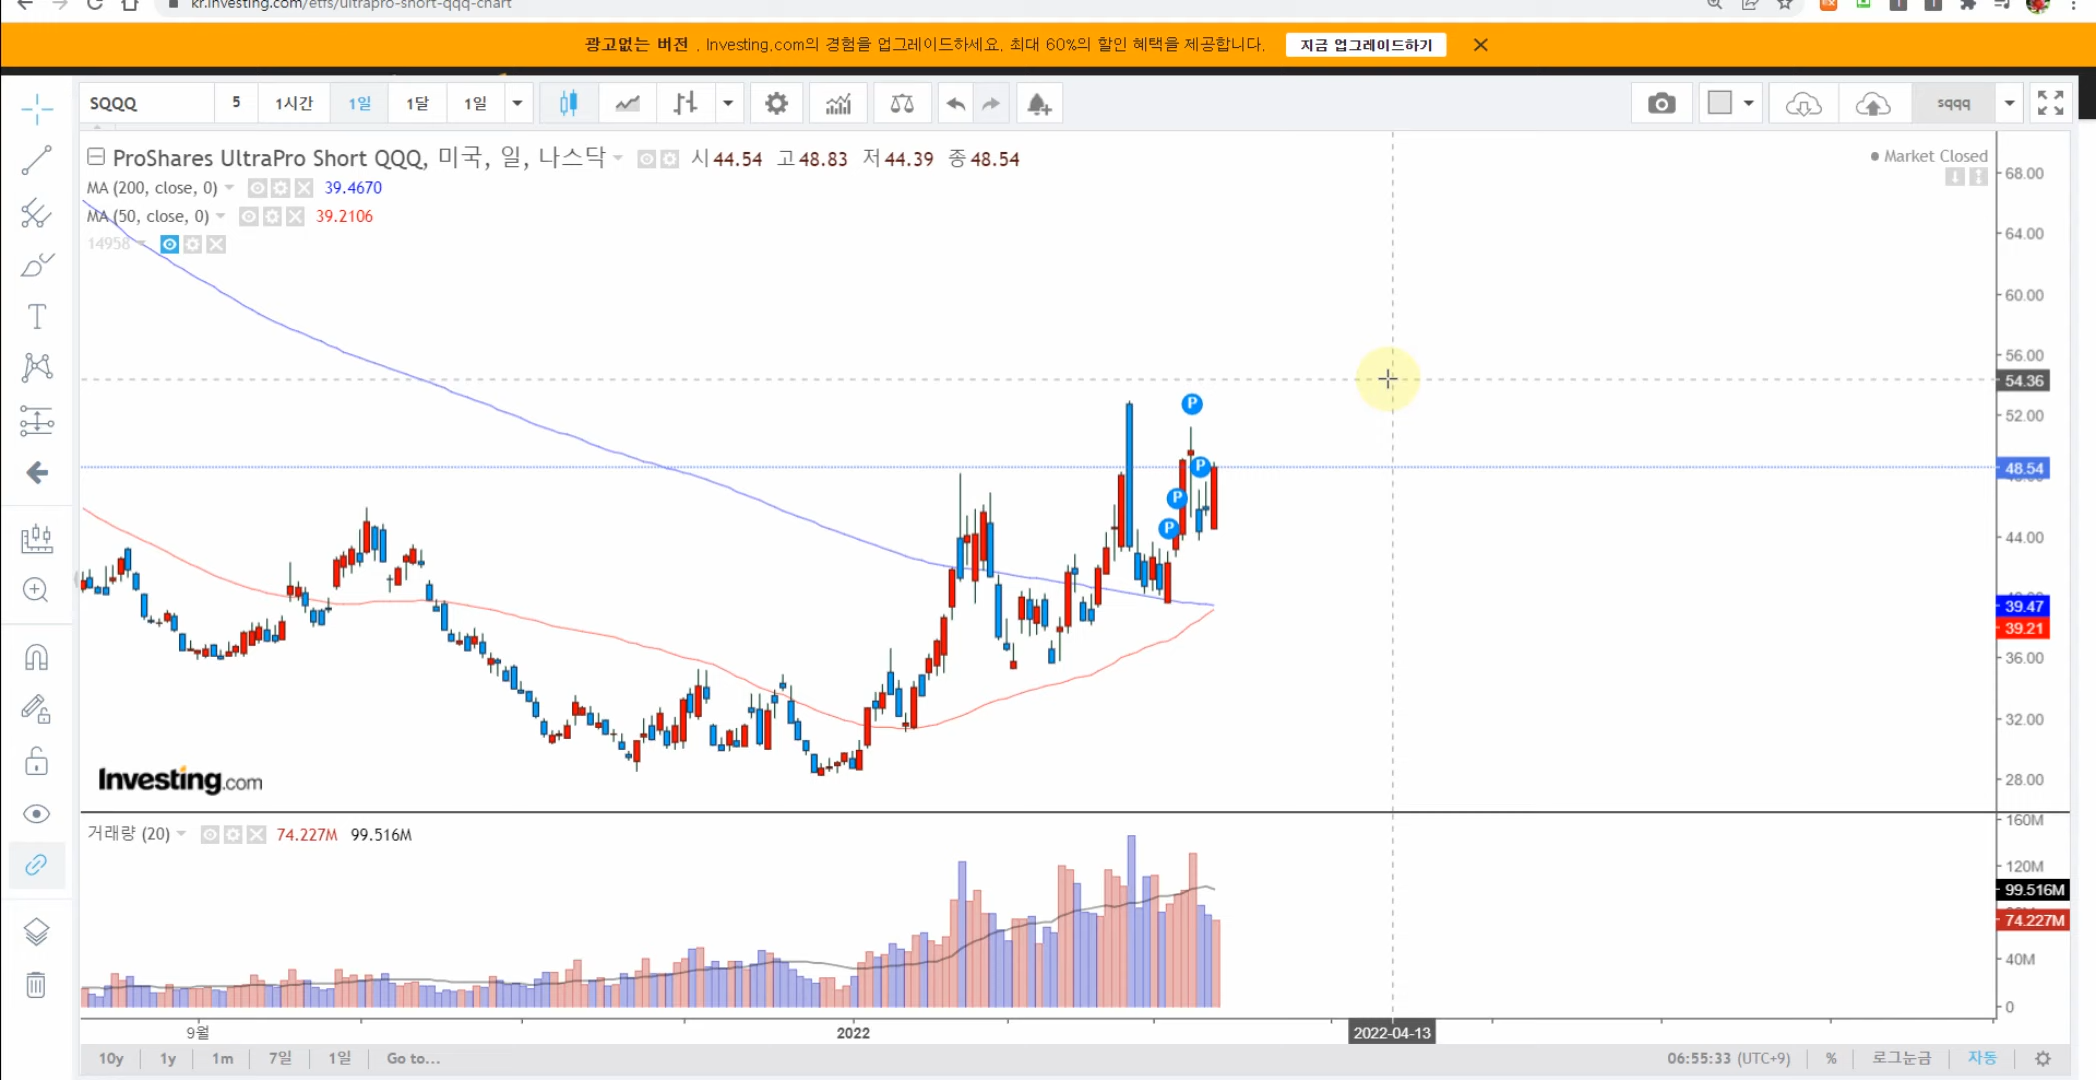 kr.investing.com/etfs/ultrapro-short-qqq-chart
광고없는 버전 . Investing.com의 경험을 업그레이드하세요. 최대 60%의 할인 혜택을 제공합니다. 지금 업그레이드하기
SQQQ 5 1시간 1일 1달 1일 sqqq
ProShares UltraPro Short QQQ, 미국, 일, 나스닥 시 44.54 고 48.83 저 44.39 종 48.54
Market Closed
MA (200, close, 0) 39.4670
MA (50, close, 0) 39.2106
14958
68.00
64.00
60.00
56.00
54.36
52.00
48.54
44.00
39.47
39.21
36.00
32.00
28.00
P
P
P
P
Investing.com
거래량 (20) 74.227M 99.516M
160M
120M
99.516M
74.227M
40M
0
9월 2022 2022-04-13
10y 1y 1m 7일 1일 Go to... 06:55:33 (UTC+9) % 로그눈금 자동